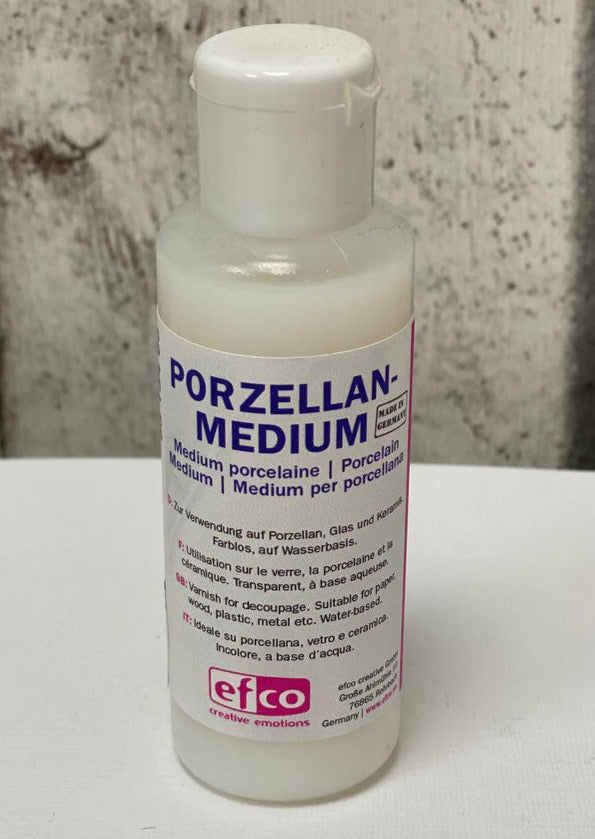 PORZELLAN-
MEDIUM
MADE IN
GERMANY
Medium porcelaine | Porcelain
Medium | Medium per porcellana
D: Zur Verwendung auf Porzellan, Glas und Keramik.
Farblos, auf Wasserbasis.
F: Utilisation sur le verre, la porcelaine et la
céramique. Transparent, à base aqueuse.
GB: Varnish for decoupage. Suitable for paper,
wood, plastic, metal etc. Water-based.
IT: Ideale su porcellana, vetro e ceramica.
Incolore, a base d'acqua.
efco
creative emotions
efco creative GmbH
Große Ahlmühle 10
76865 Rohrbach
Germany | www.efco.de